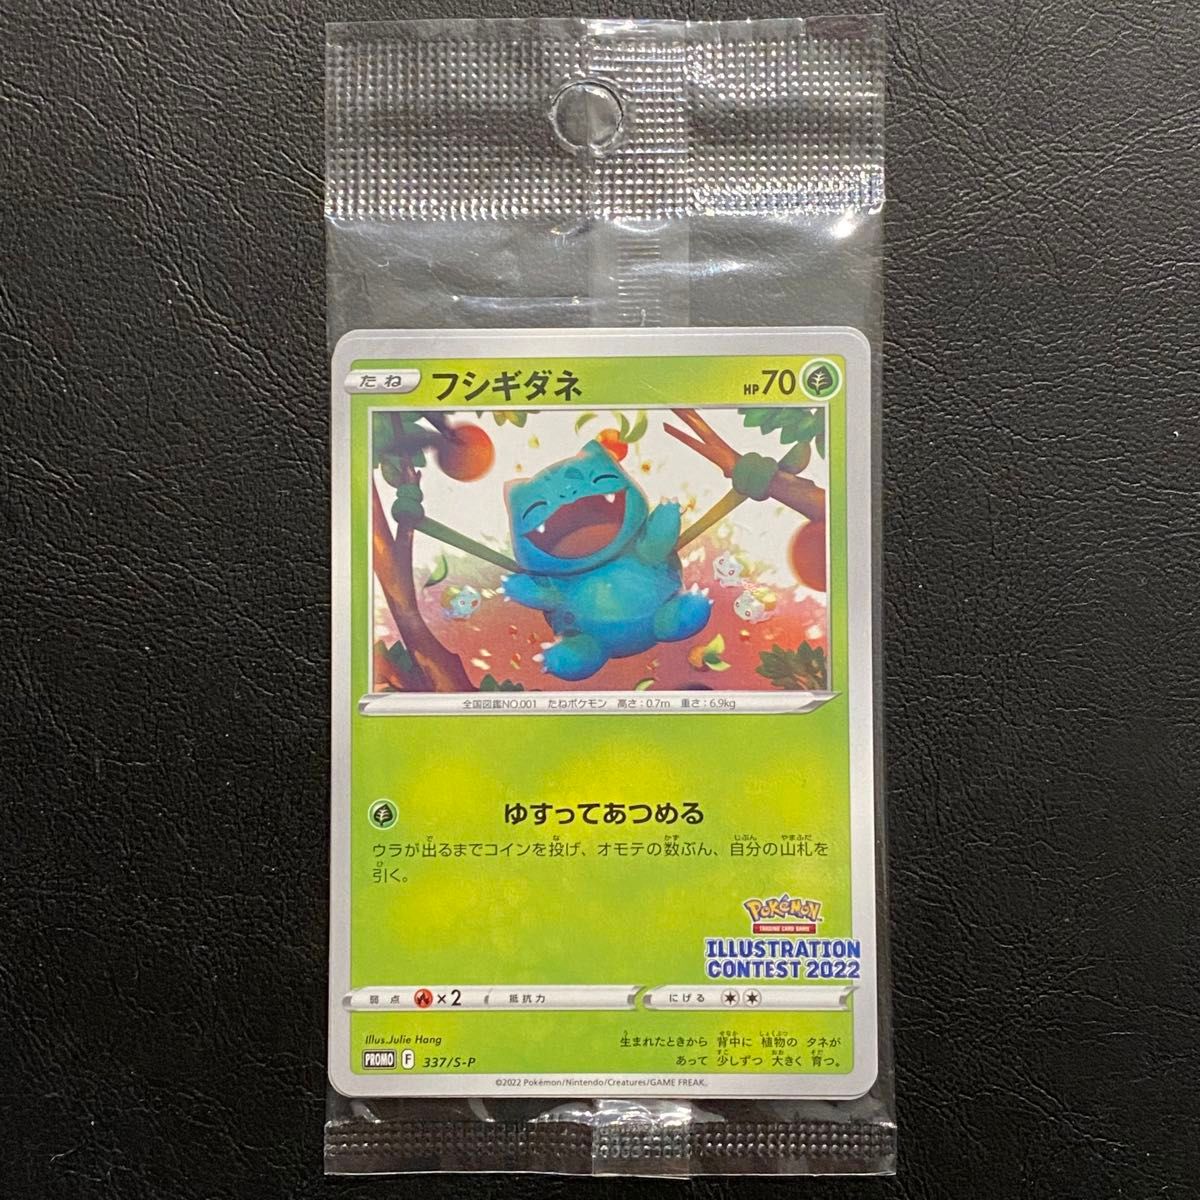 たね フシギダネ HP70
全国図鑑NO.001 たねポケモン 高さ：0.7m 重さ：6.9kg
ゆすってあつめる
ウラが出るまでコインを投げ、オモテの数ぶん、自分の山札を
引く。
Pokémon
TRADING CARD GAME
ILLUSTRATION
CONTEST 2022
弱点 ×2 抵抗力 にげる
Illus.Julie Hang
生まれたときから 背中に 植物の タネが
あって 少しずつ 大きく 育つ。
PROMO F 337/S-P
©2022 Pokémon/Nintendo/Creatures/GAME FREAK.